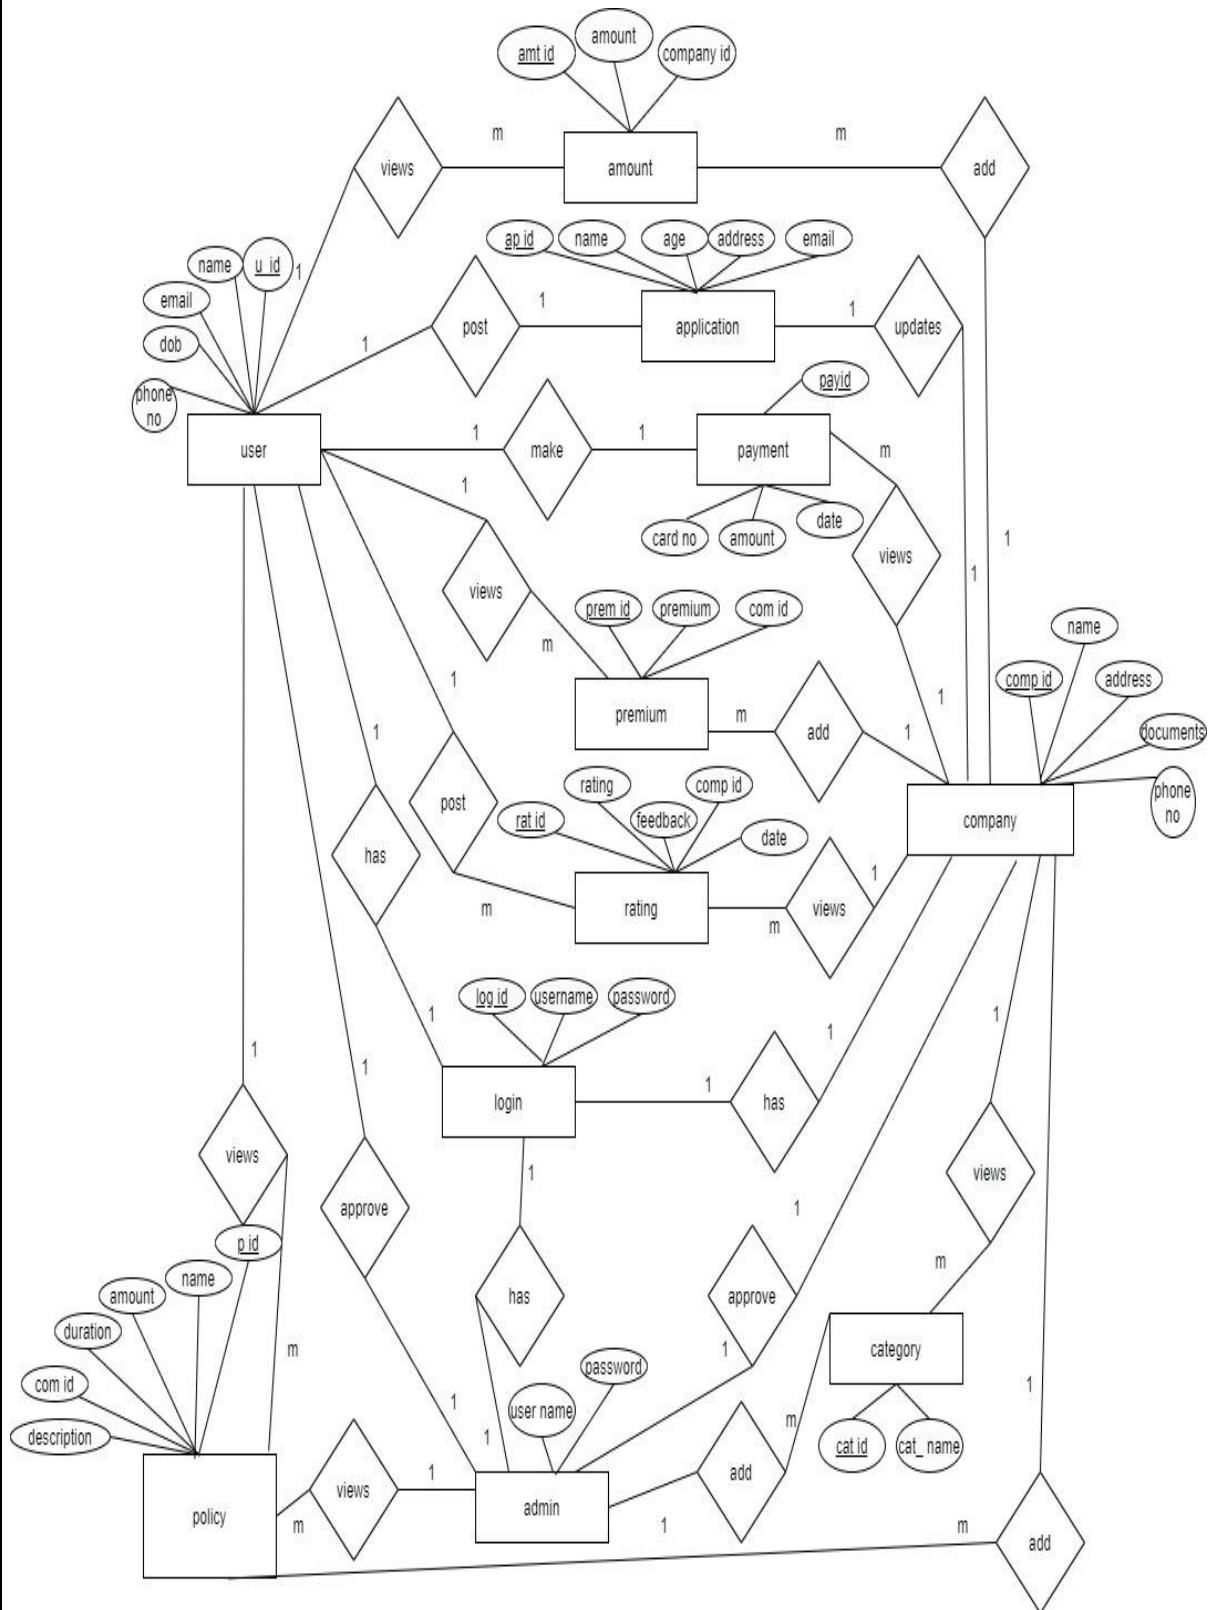 amount
amt id
company id
views
m
amount
m
add
ap id
name
age
address
email
name
u_id
1
email
post
1
application
1
updates
dob
1
phone
no
payid
user
1
make
1
payment
m
1
card no
amount
date
views
1
1
views
prem id
premium
com id
m
name
1
comp id
address
1
premium
m
add
1
documents
1
post
rating
comp id
phone
no
rat id
feedback
date
company
has
1
rating
views
m
m
log id
username
password
1
1
1
1
login
1
has
views
1
views
approve
1
p id
m
name
amount
has
approve
duration
m
1
category
com id
password
1
user name
1
m
description
1
cat id
cat_ name
views
1
add
policy
admin
m
1
m
add